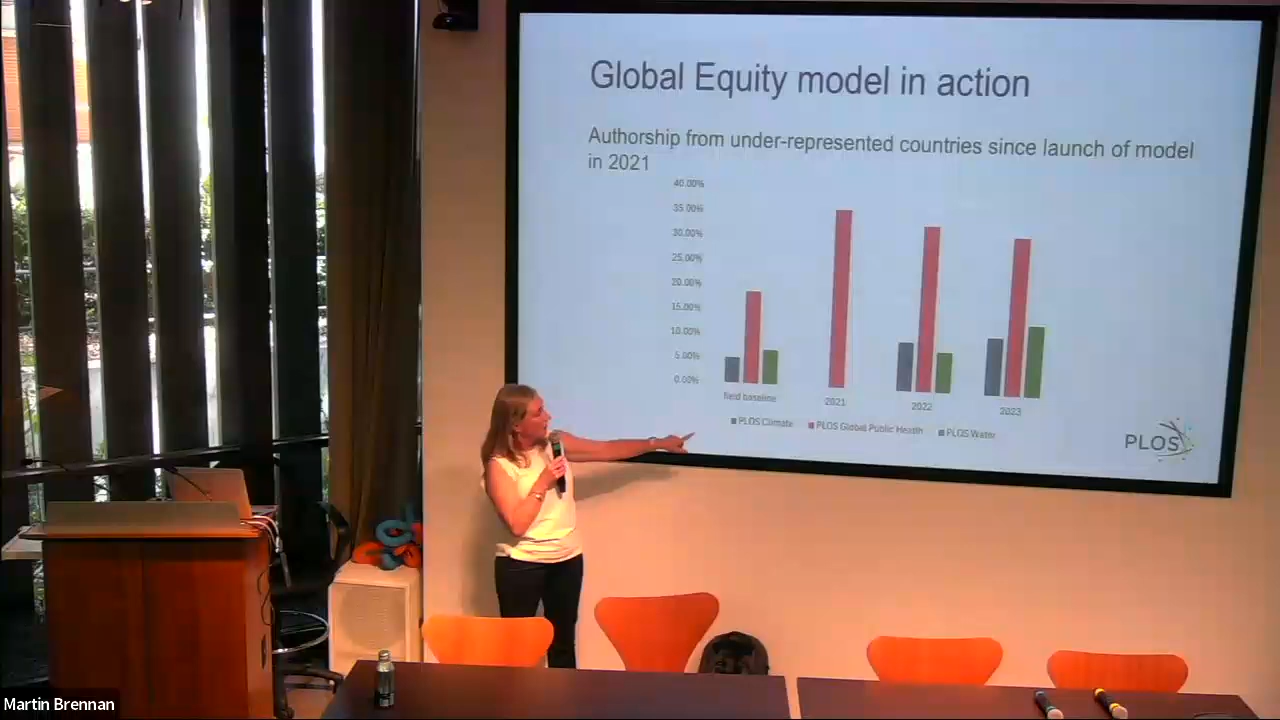 Global Equity model in action
Authorship from under-represented countries since launch of model
in 2021
40.00%
35.00%
30.00%
25.00%
20.00%
15.00%
10.00%
5.00%
0.00%
field baseline
2021
2022
2023
PLOS Climate
PLOS Global Public Health
PLOS Water
PLOS
Martin Brennan